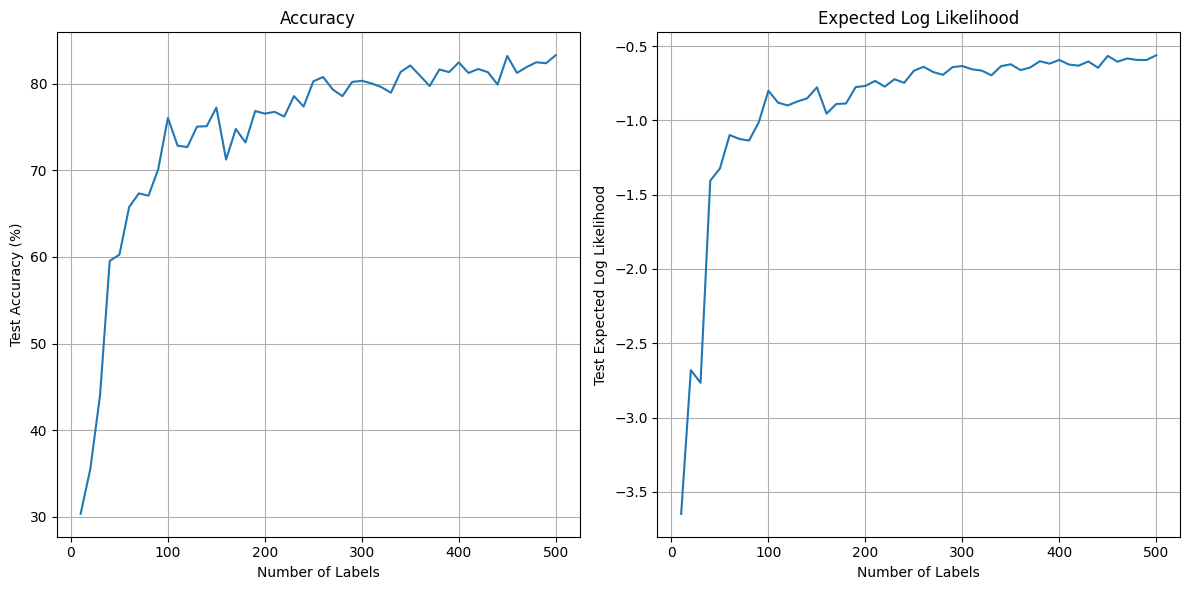 Accuracy
Test Accuracy (%)
80
70
60
50
40
30
0 100 200 300 400 500
Number of Labels
Expected Log Likelihood
Test Expected Log Likelihood
−0.5
−1.0
−1.5
−2.0
−2.5
−3.0
−3.5
0 100 200 300 400 500
Number of Labels